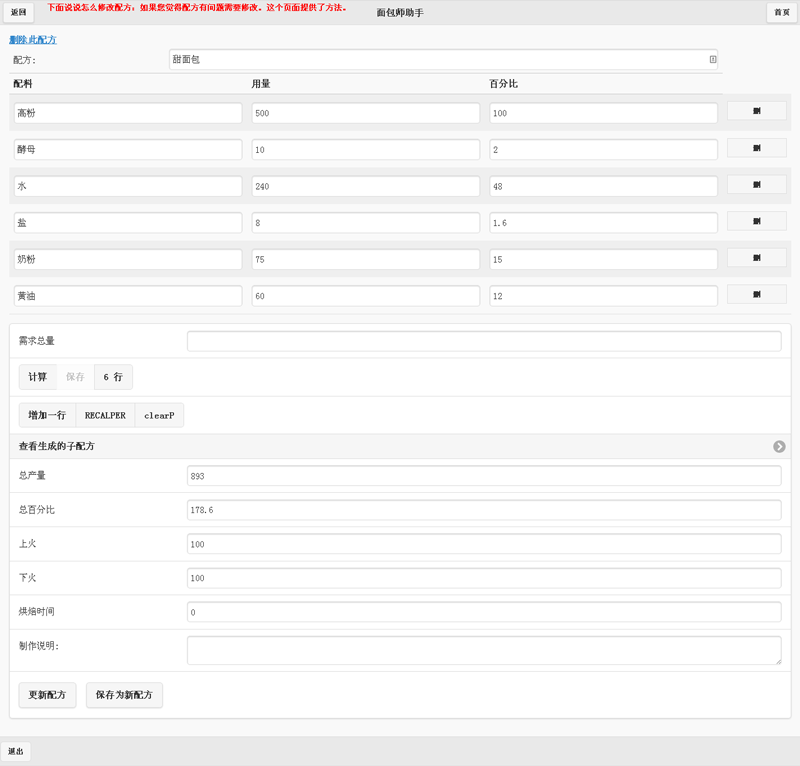 返回 下面说说怎么修改配方: 如果您觉得配方有问题需要修改。这个页面提供了方法。 面包师助手 首页
删除此配方
配方: 甜面包
配料 用量 百分比
高粉 500 100 删
酵母 10 2 删
水 240 48 删
盐 8 1.6 删
奶粉 75 15 删
黄油 60 12 删
需求总量
计算 保存 6 行
增加一行 RECALPER clearP
查看生成的子配方
总产量 893
总百分比 178.6
上火 100
下火 100
烘焙时间 0
制作说明:
更新配方 保存为新配方
退出